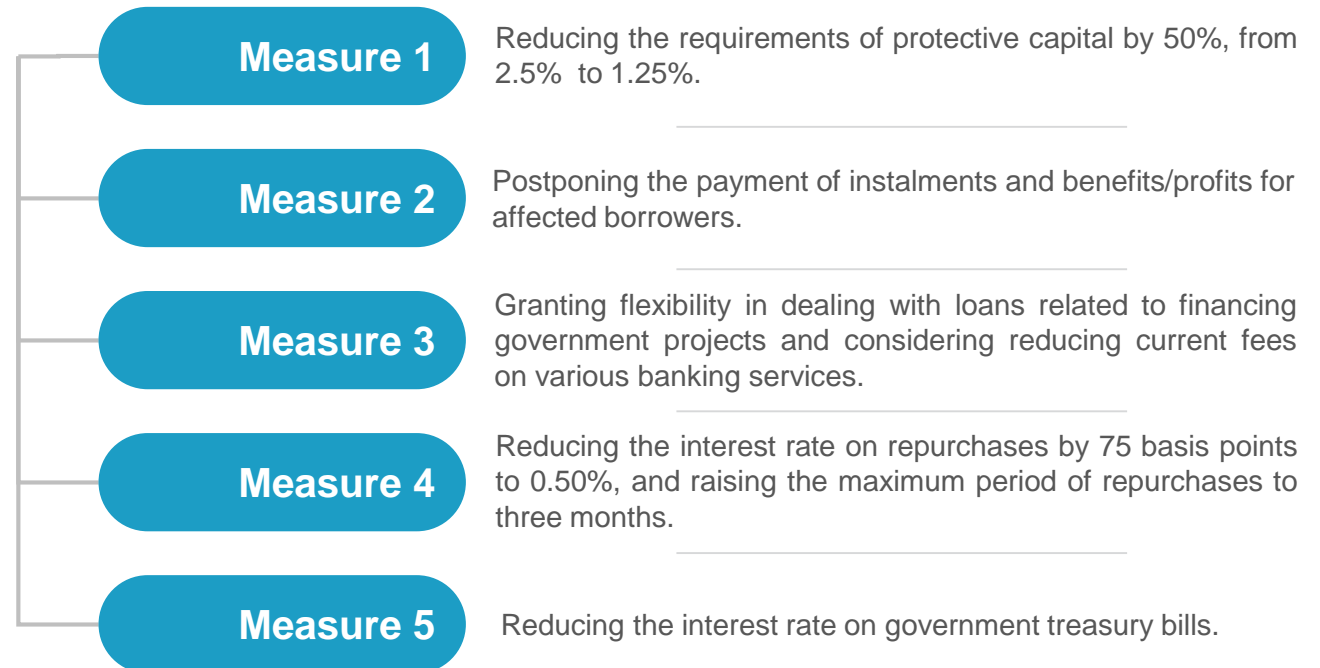 Measure 1
Reducing the requirements of protective capital by 50%, from
2.5% to 1.25%.
Measure 2
Postponing the payment of instalments and benefits/profits for
affected borrowers.
Measure 3
Granting flexibility in dealing with loans related to financing
government projects and considering reducing current fees
on various banking services.
Measure 4
Reducing the interest rate on repurchases by 75 basis points
to 0.50%, and raising the maximum period of repurchases to
three months.
Measure 5
Reducing the interest rate on government treasury bills.